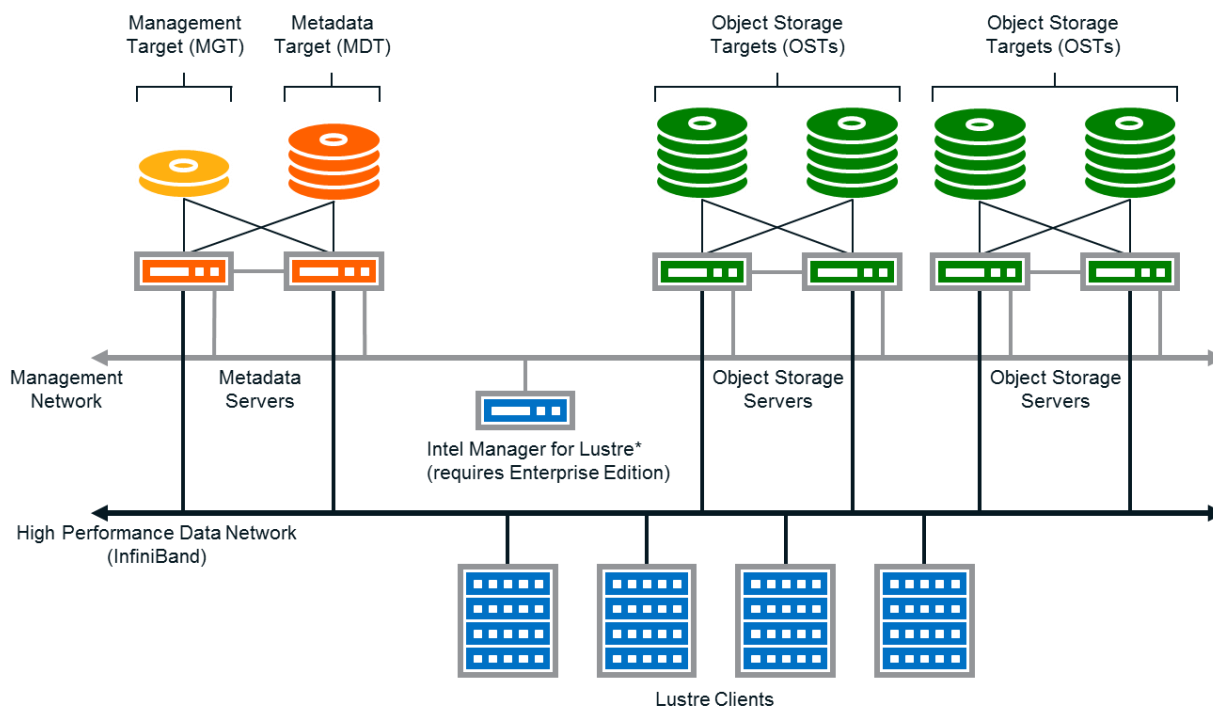 Management
Target (MGT)
Metadata
Target (MDT)
Object Storage
Targets (OSTs)
Object Storage
Targets (OSTs)
Management
Network
Metadada
Servers
Object Storage
Servers
Object Storage
Servers
Intel Manager for Lustre*
(requires Enterprise Edition)
High Performance Data Network
(InfiniBand)
Lustre Clients